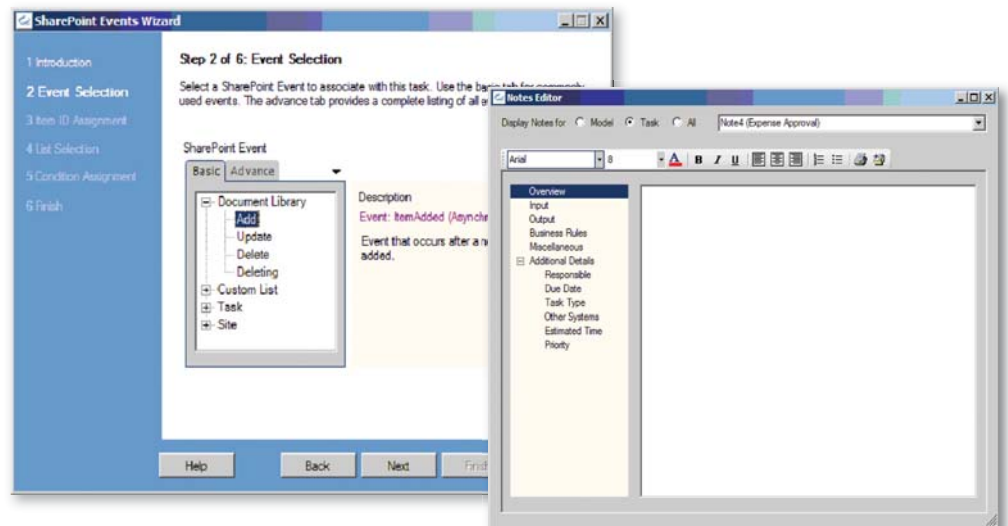 SharePoint Events Wizard
1 Introduction
2 Event Selection
3 Item ID Assignment
4 List Selection
5 Condition Assignment
6 Finish
Step 2 of 6: Event Selection
Select a SharePoint Event to associate with this task. Use the basic tab for commonly
used events. The advance tab provides a complete listing of all
SharePoint Event
Basic Advance
Document Library
Add
Update
Delete
Deleting
Custom List
Task
Site
Description
Event: ItemAdded
Event that occurs after a
added.
Help Back Next
Notes Editor
Display Notes for Model Task All Note4 (Expense Approval)
Arial 8 A B I U
Overview
Input
Output
Business Rules
Miscellaneous
Additional Details
Responsible
Due Date
Task Type
Other Systems
Estimated Time
Priority